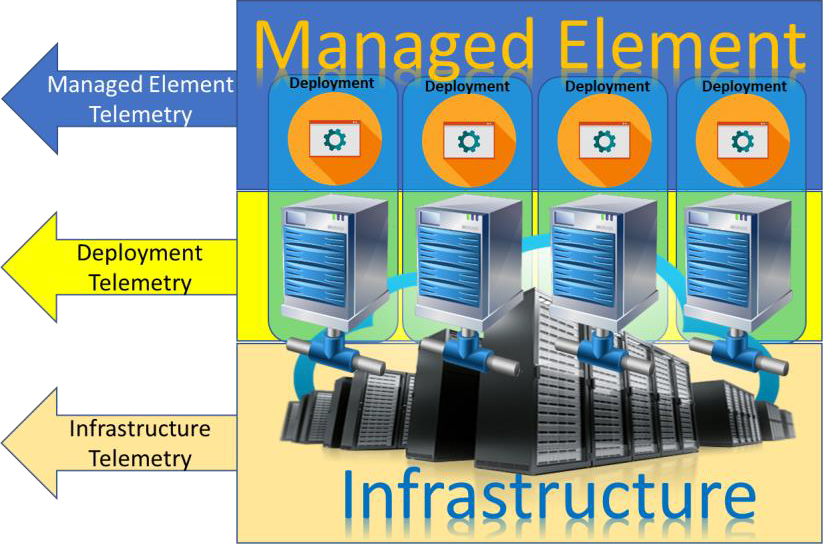 Managed Element
Deployment Deployment Deployment Deployment
Managed Element
Telemetry
Deployment
Telemetry
Infrastructure
Telemetry
Infrastructure